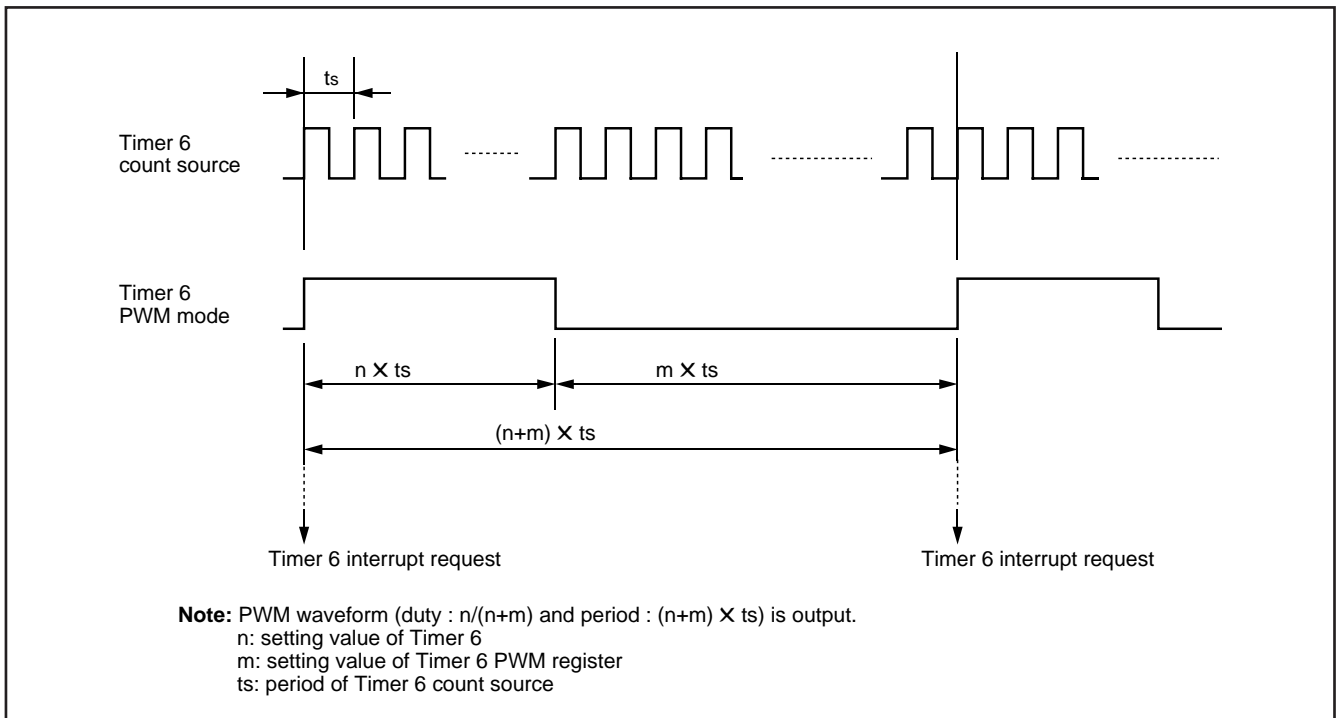 ts
Timer 6
count source
Timer 6
PWM mode
n × ts
m × ts
(n+m) × ts
Timer 6 interrupt request
Timer 6 interrupt request
Note: PWM waveform (duty : n/(n+m) and period : (n+m) × ts) is output.
n: setting value of Timer 6
m: setting value of Timer 6 PWM register
ts: period of Timer 6 count source